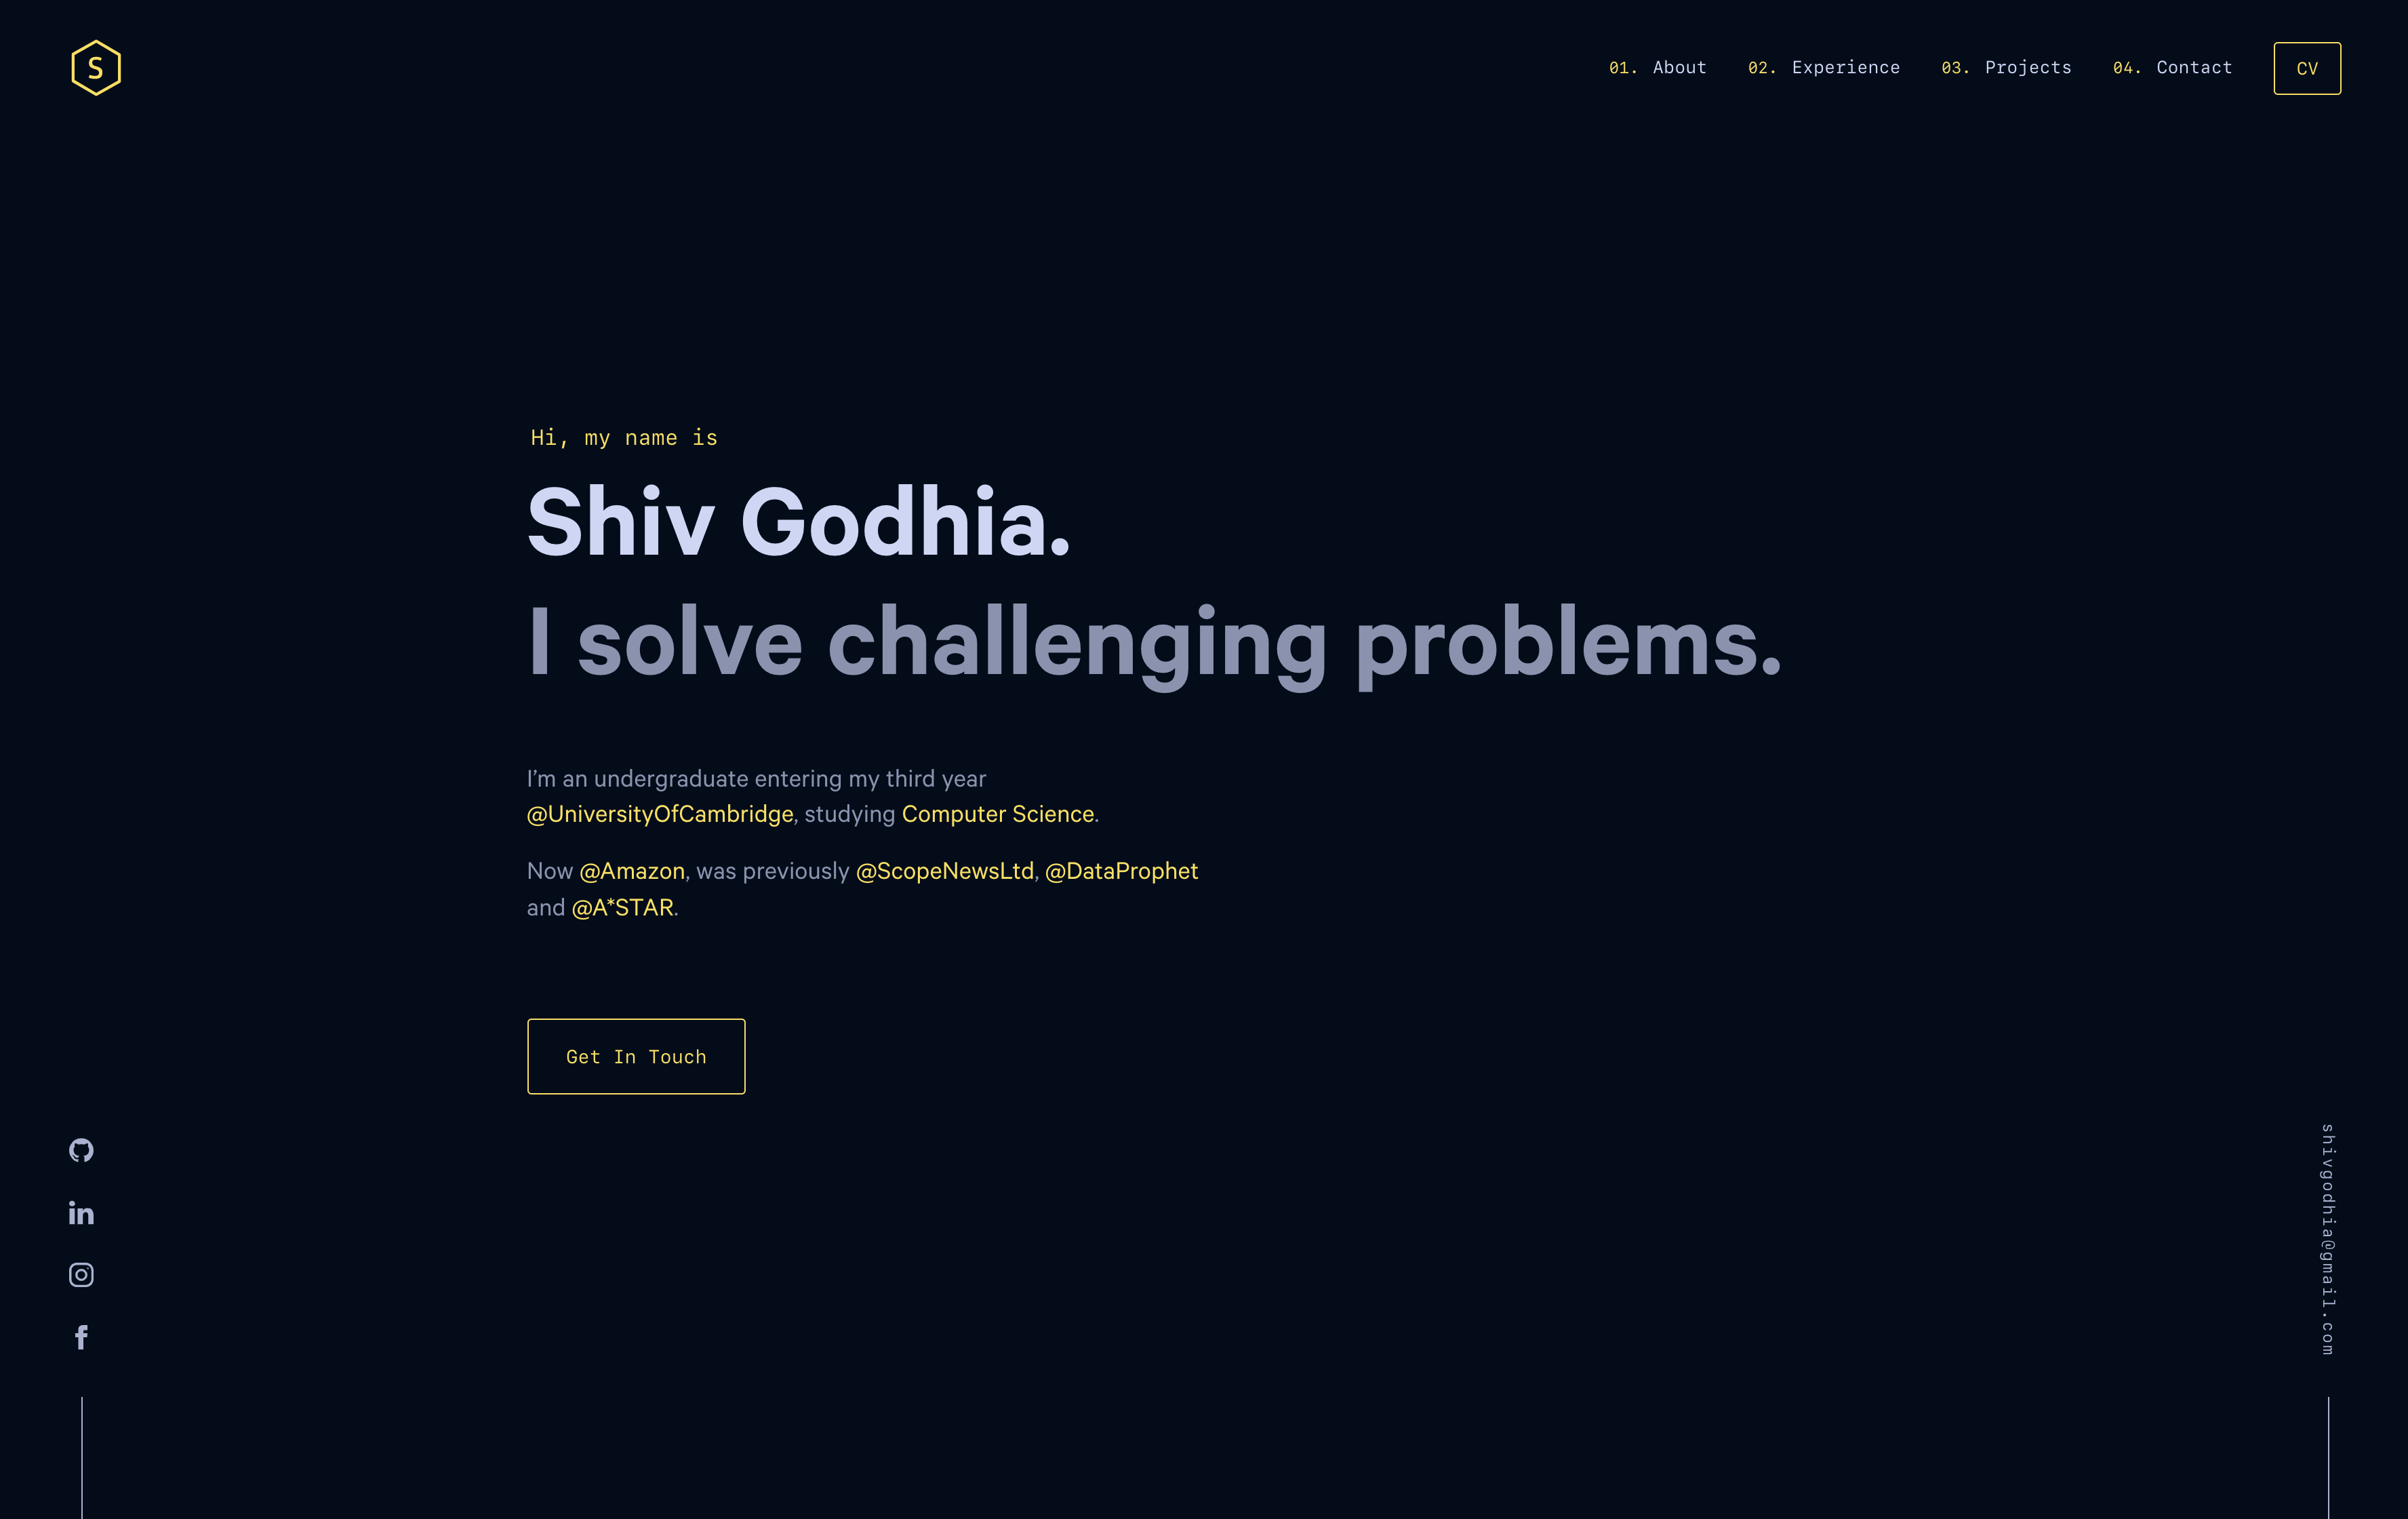 S
01. About
02. Experience
03. Projects
04. Contact
CV
Hi, my name is
Shiv Godhia.
I solve challenging problems.
I’m an undergraduate entering my third year
@UniversityOfCambridge, studying Computer Science.
Now @Amazon, was previously @ScopeNewsLtd, @DataProphet
and @A*STAR.
Get In Touch
in
f
shivgodhia@gmail.com